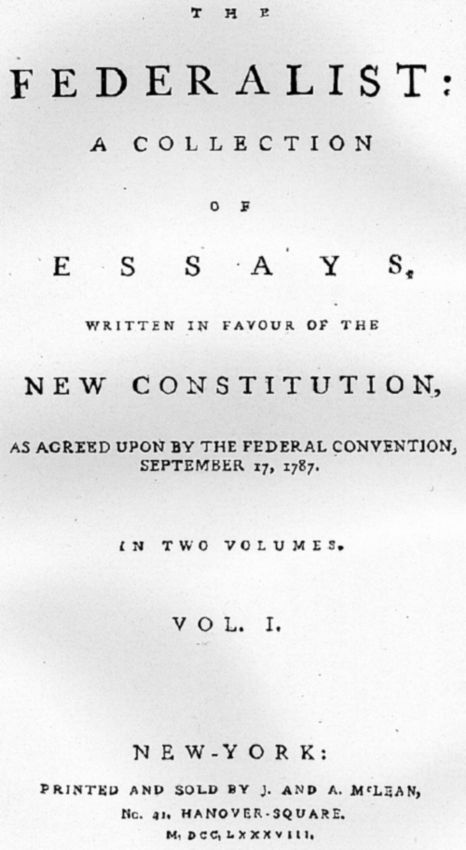 THE
FEDERALIST:
A COLLECTION
OF
ESSAYS,
WRITTEN IN FAVOUR OF THE
NEW CONSTITUTION,
AS AGREED UPON BY THE FEDERAL CONVENTION,
SEPTEMBER 17, 1787.
IN TWO VOLUMES.
VOL. I.
NEW-YORK:
PRINTED AND SOLD BY J. AND A. McLEAN,
No. 41, HANOVER-SQUARE.
M,DCC,LXXXVIII,